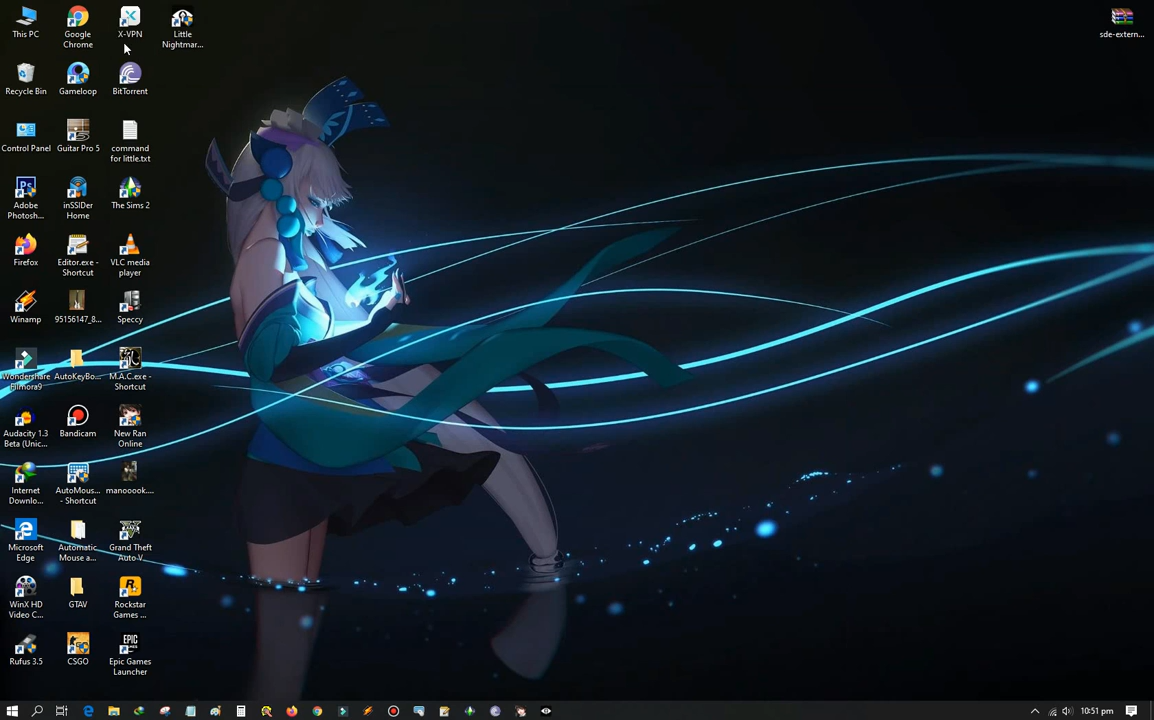 This PC
Google
Chrome
X-VPN
Little
Nightmar...
sde-extern...
Recycle Bin
Gameloop
BitTorrent
Control Panel
Guitar Pro 5
command
for little.txt
Adobe
Photosh...
inSSIDer
Home
The Sims 2
Firefox
Editor.exe -
Shortcut
VLC media
player
Winamp
95156147_8...
Speccy
Wondershare
Filmora9
AutoKeyBo...
M.A.C.exe -
Shortcut
Audacity 1.3
Beta (Unic...
Bandicam
New Ran
Online
Internet
Downlo...
AutoMous...
- Shortcut
manooook....
Microsoft
Edge
Automatic
Mouse a...
Grand Theft
Auto V
WinX HD
Video C...
GTAV
Rockstar
Games ...
Rufus 3.5
CSGO
Epic Games
Launcher
10:51 pm